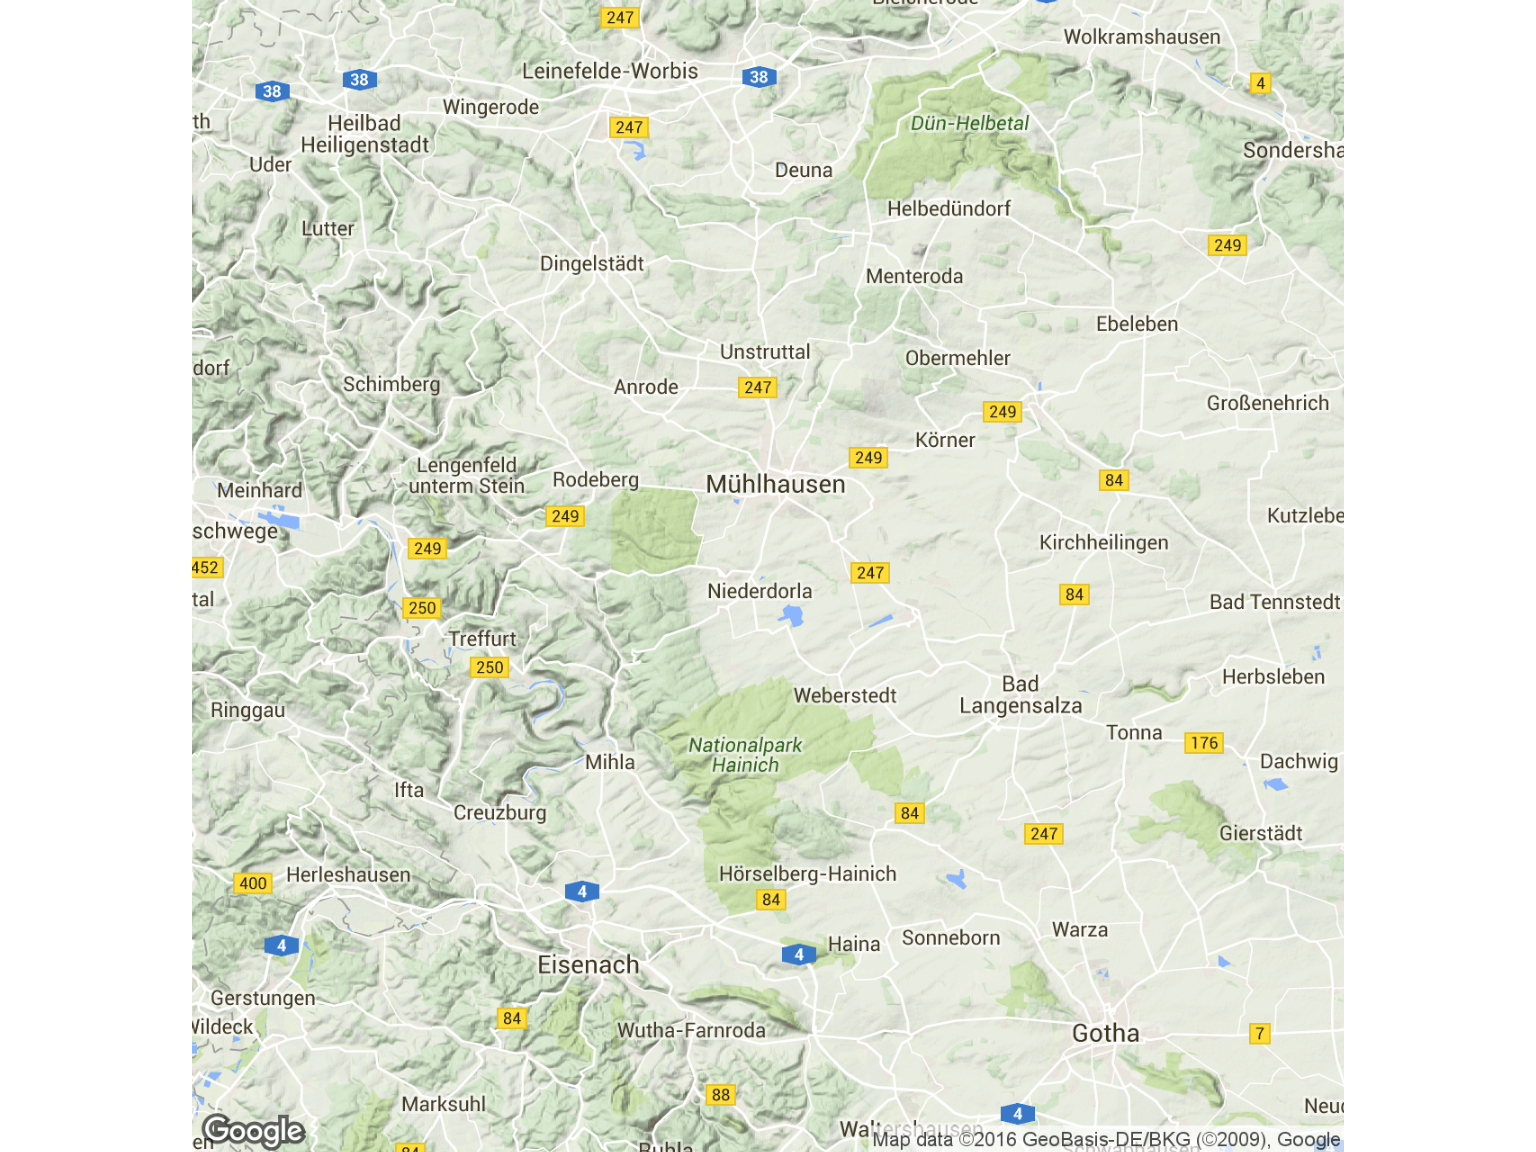 247
Wolkramshausen
Leinefelde-Worbis
38
38
38
4
Wingerode
Heilbad
Heiligenstadt
247
Dün-Helbetal
th
Uder
Deuna
Sondersha
Helbedündorf
Lutter
249
Dingelstädt
Menteroda
Ebeleben
Unstruttal
Obermehler
dorf
Schimberg
Anrode
247
Großenehrich
249
Körner
249
Lengenfeld
unterm Stein
Rodeberg
Mühlhausen
84
Meinhard
249
Kutzlebe
schwege
249
Kirchheilingen
452
247
Niederdorla
84
tal
250
Bad Tennstedt
Treffurt
250
Herbsleben
Weberstedt
Bad
Langensalza
Ringgau
Tonna
176
Nationalpark
Hainich
Mihla
Dachwig
Ifta
Creuzburg
84
247
Gierstädt
Herleshausen
400
4
Hörselberg-Hainich
84
Warza
4
Haina
Sonneborn
4
Eisenach
Gerstungen
84
Wildeck
Wutha-Farnroda
Gotha
7
88
Marksuhl
4
Neud
Google
Waltershausen
en
84
Ruhla
Map data ©2016 GeoBasis-DE/BKG (©2009), Google